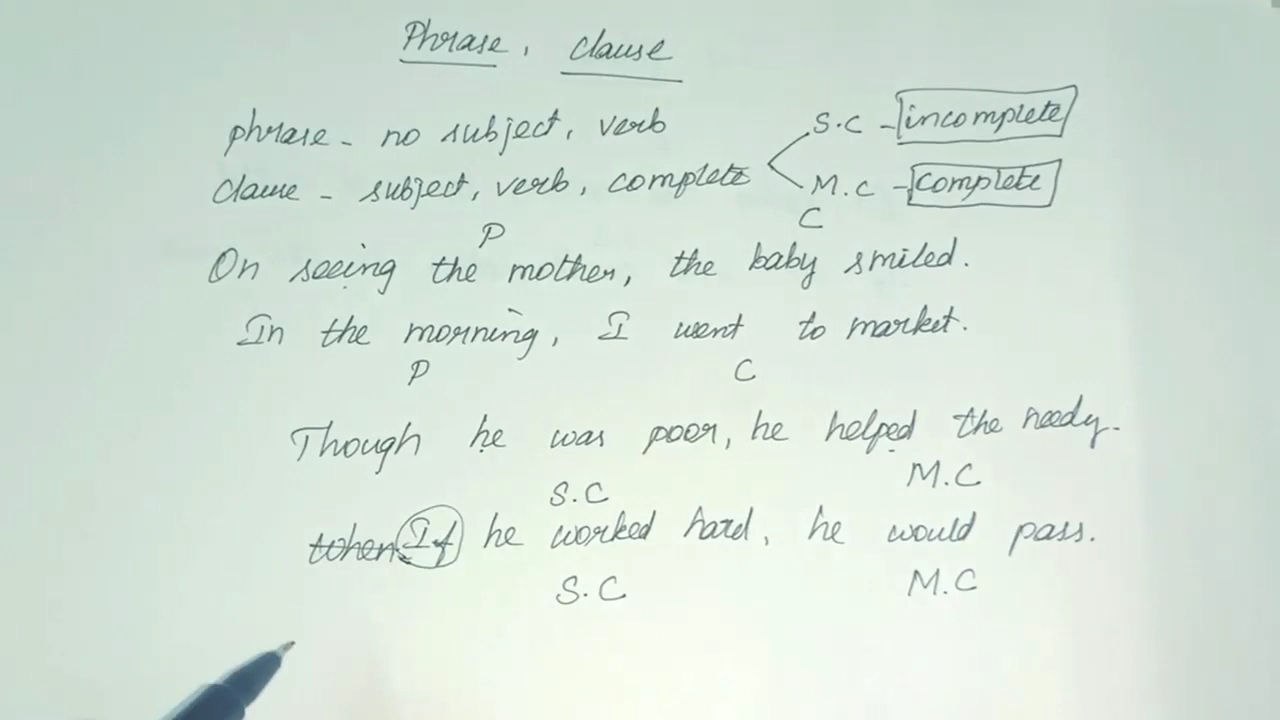 Phrase, Clause
phrase - no subject, verb
S.C - incomplete
Clause - subject, verb, complete
M.C - complete
P C
On seeing the mother, the baby smiled.
In the morning, I went to market.
P C
Though he was poor, he helped the needy.
S.C M.C
when If he worked hard, he would pass.
S.C M.C